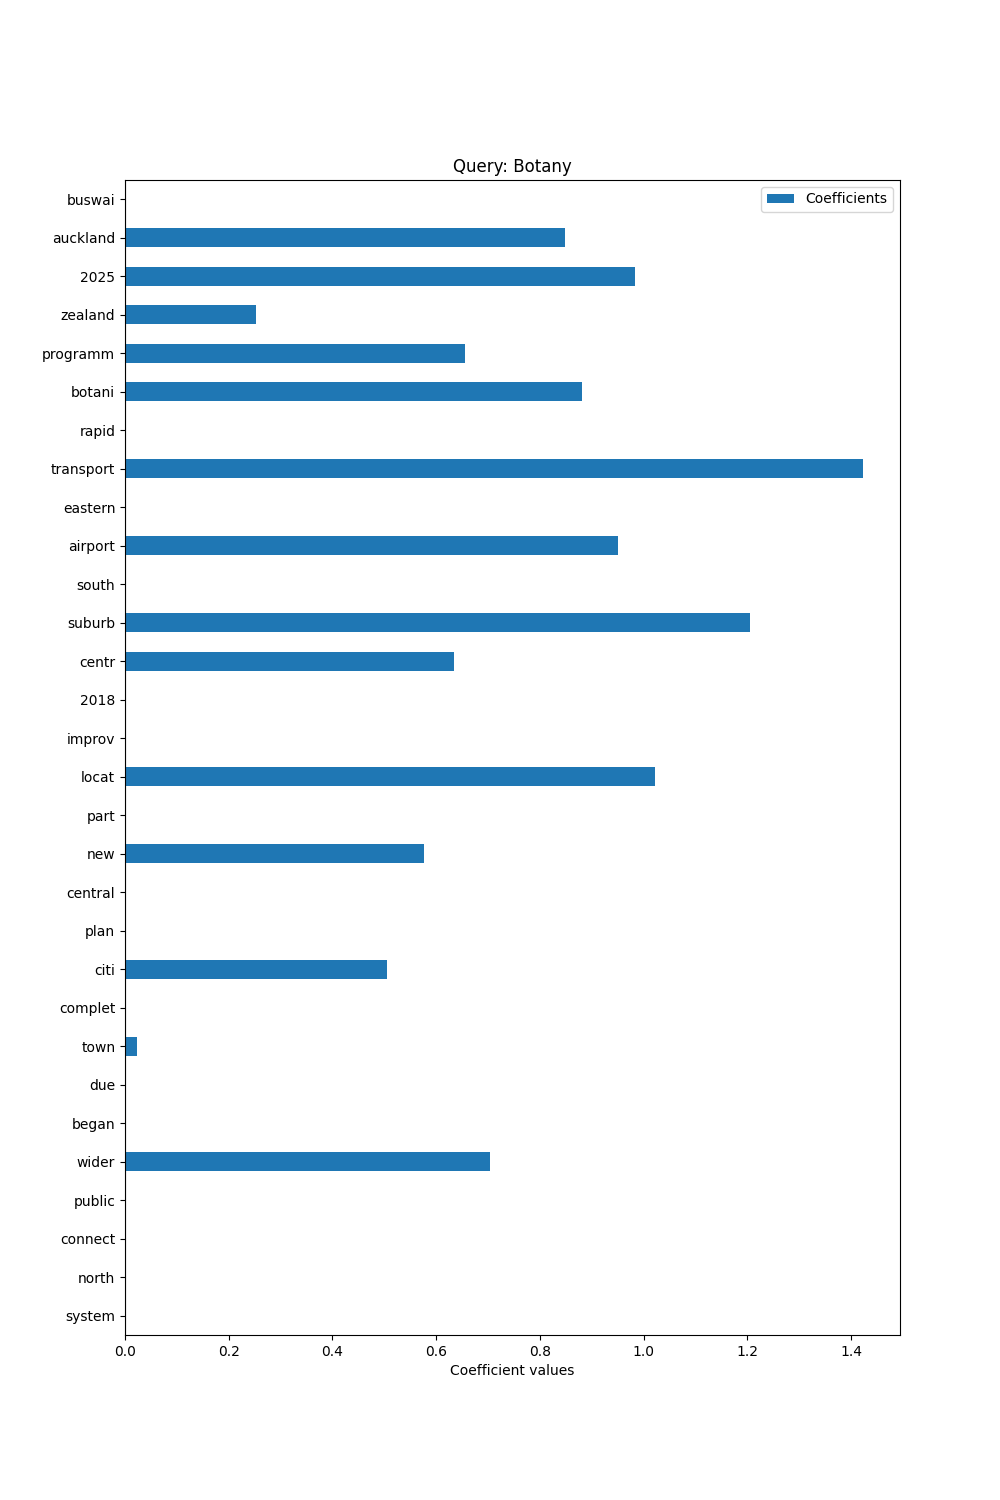 Query: Botany
Coefficients
buswai
auckland
2025
zealand
programm
botani
rapid
transport
eastern
airport
south
suburb
centr
2018
improv
locat
part
new
central
plan
citi
complet
town
due
began
wider
public
connect
north
system
0.0 0.2 0.4 0.6 0.8 1.0 1.2 1.4
Coefficient values